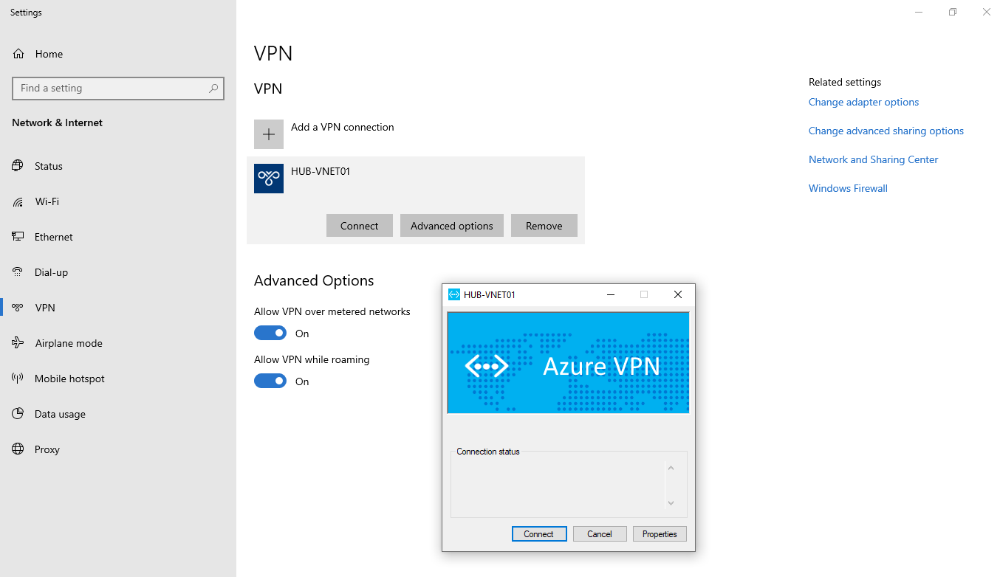 Settings
Home
Find a setting
Network & Internet
Status
Wi-Fi
Ethernet
Dial-up
VPN
Airplane mode
Mobile hotspot
Data usage
Proxy
VPN
VPN
Add a VPN connection
HUB-VNET01
Connect Advanced options Remove
Advanced Options
Allow VPN over metered networks
On
Allow VPN while roaming
On
Related settings
Change adapter options
Change advanced sharing options
Network and Sharing Center
Windows Firewall
HUB-VNET01
Azure VPN
Connection status
Connect Cancel Properties